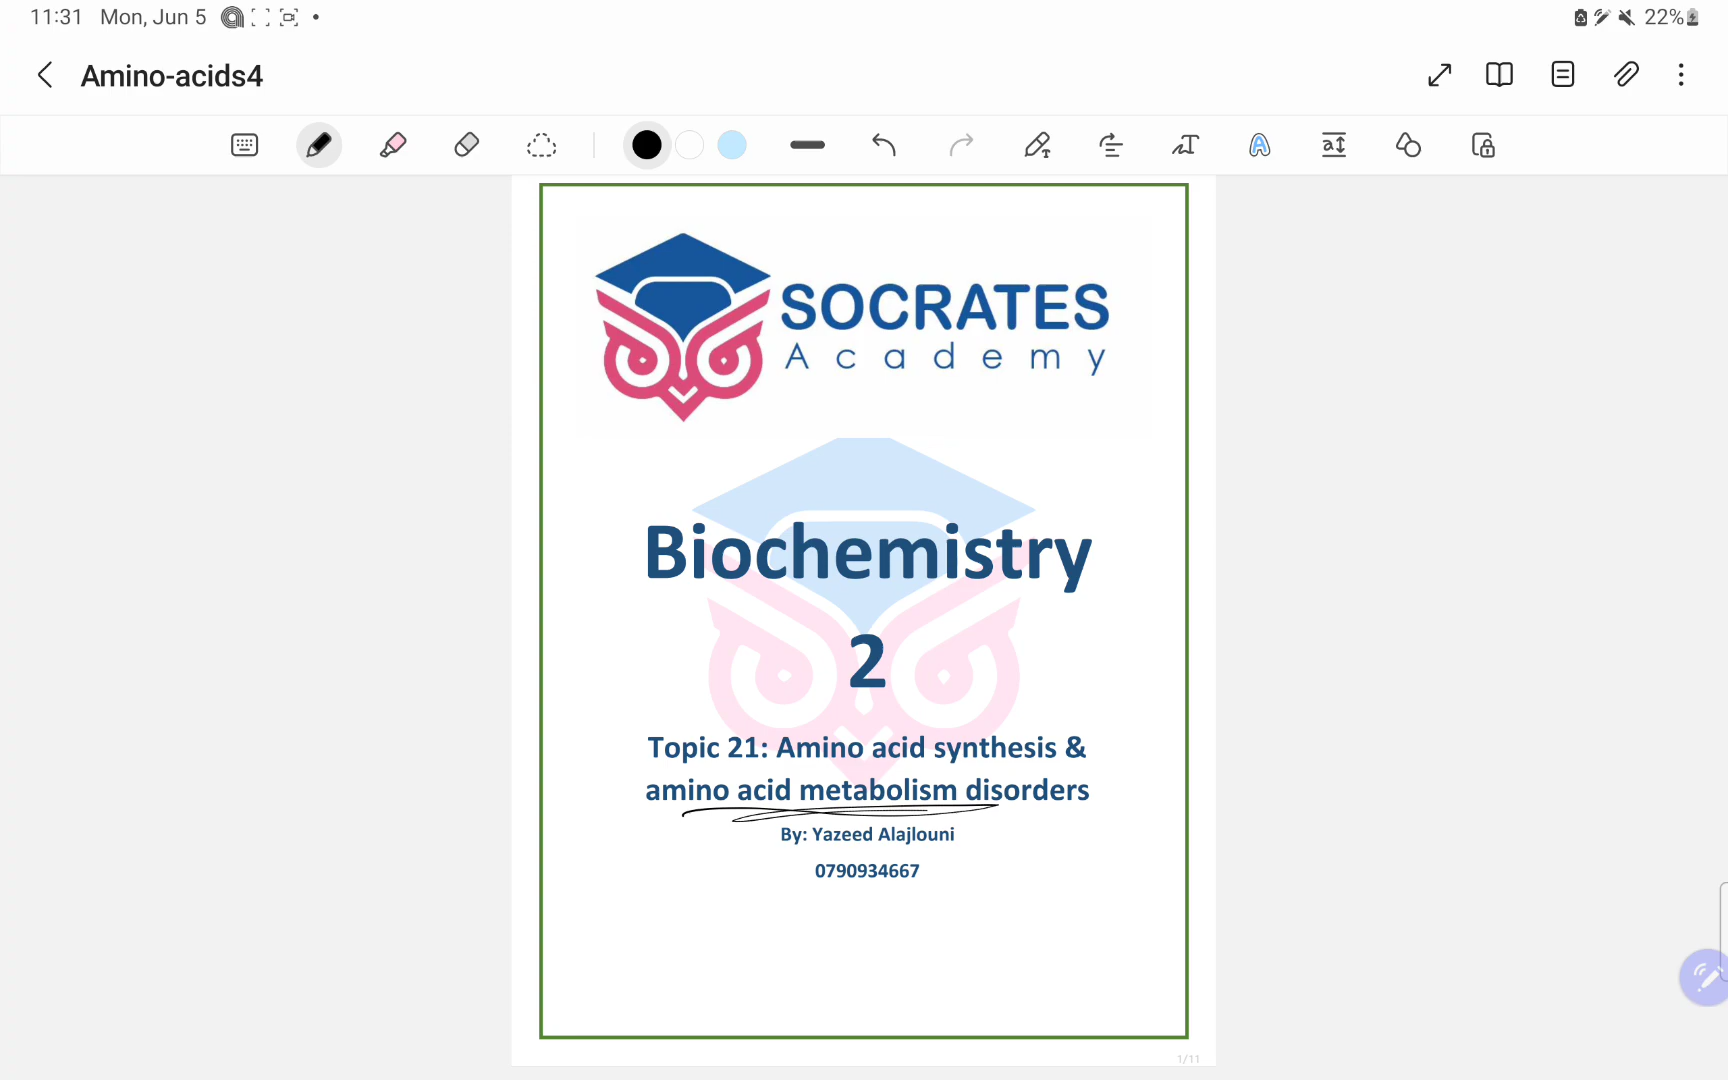 11:31 Mon, Jun 5 22%
Amino-acids4
SOCRATES
Academy
Biochemistry
2
Topic 21: Amino acid synthesis &
amino acid metabolism disorders
By: Yazeed Alajlouni
0790934667
1/11